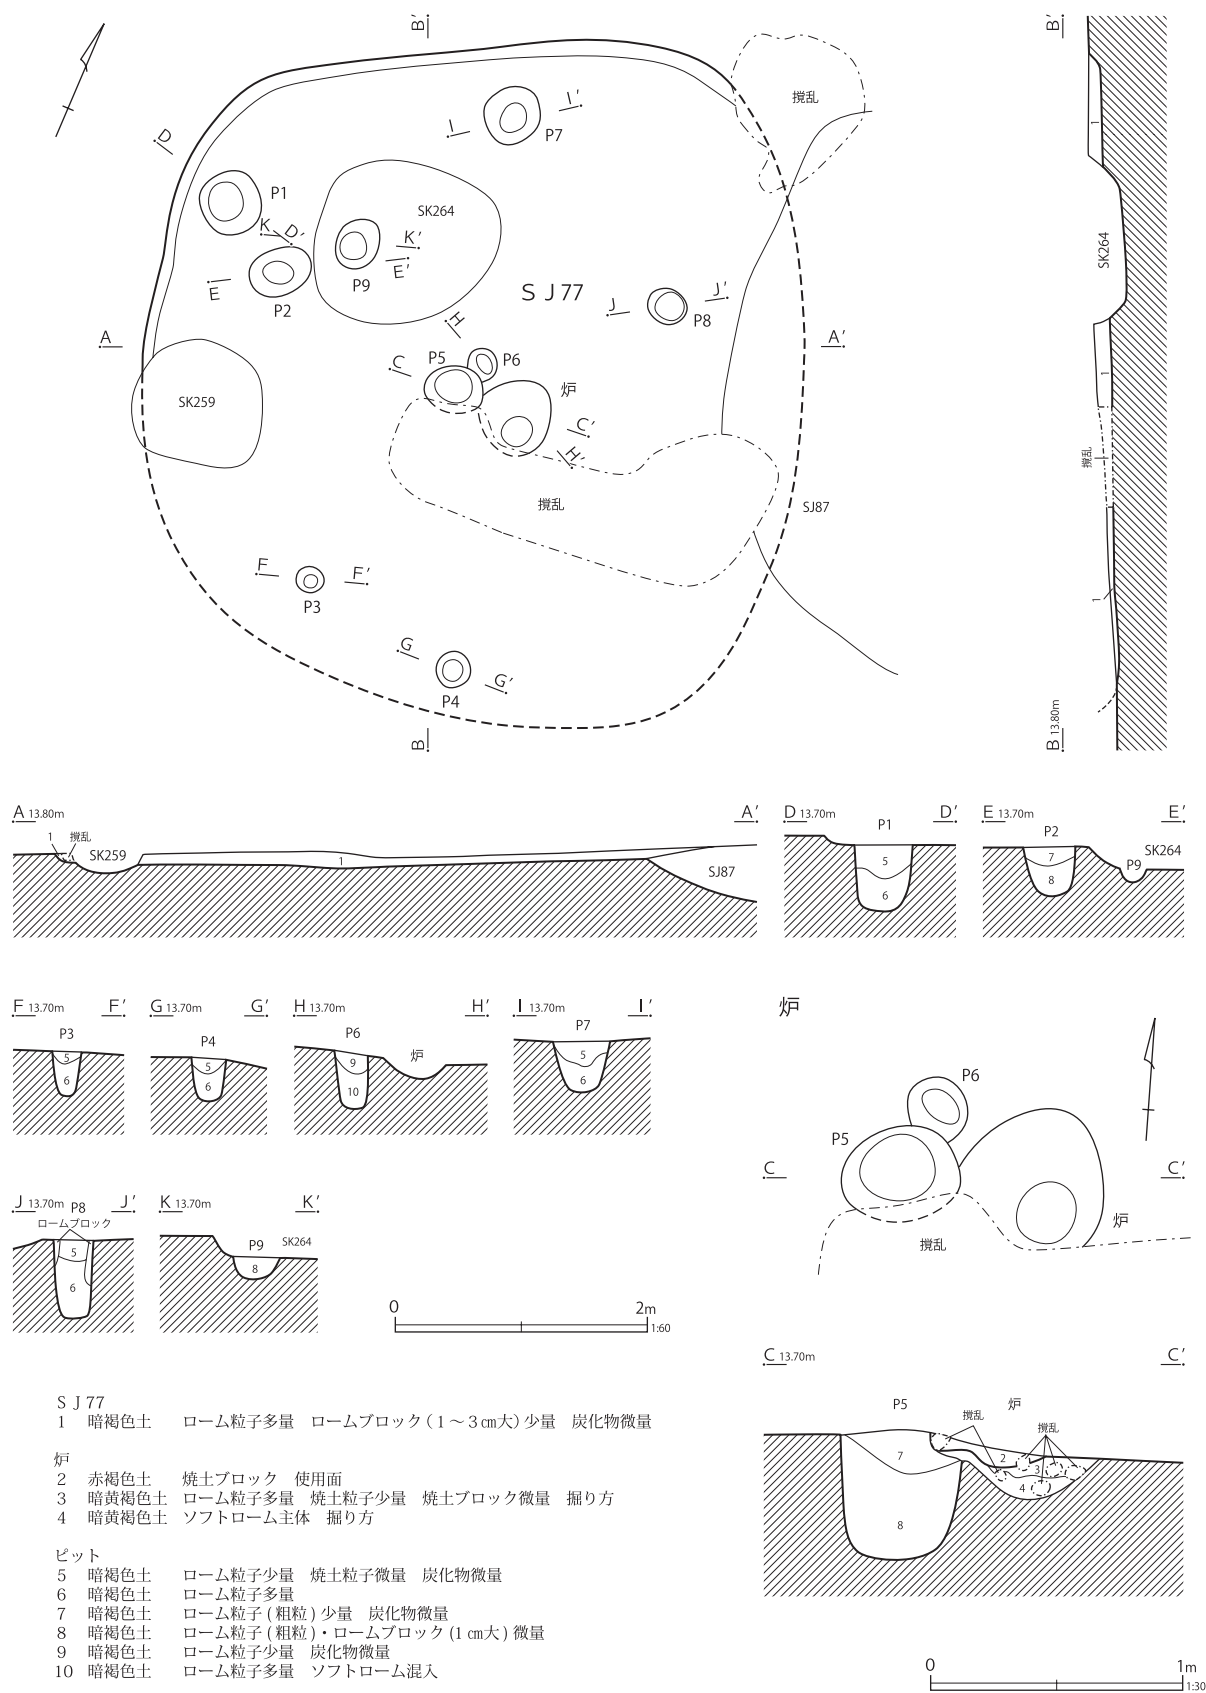 B′
B′
撹乱
D
I
I′
P7
1
P1
K
D′
SK264
K′
E′
P9
E
P2
SK264
S J 77
J
J′
P8
H
A
A′
C
P5
P6
炉
1
SK259
C′
H′
撹乱
撹乱
SJ87
F
F′
P3
1
G
G′
P4
B
B 13.80m
A 13.80m
A′
1
撹乱
SK259
1
SJ87
D 13.70m
D′
P1
5
6
E 13.70m
E′
P2
SK264
P9
7
8
F 13.70m
F′
P3
5
6
G 13.70m
G′
P4
5
6
H 13.70m
H′
P6
炉
9
10
I 13.70m
I′
P7
5
6
炉
P6
P5
C
C′
炉
撹乱
J 13.70m
P8
J′
ロームブロック
5
6
K 13.70m
K′
P9
SK264
8
0
2m
1:60
C 13.70m
C′
P5
炉
撹乱
撹乱
7
2
3
4
8
S J 77
1 暗褐色土 ローム粒子多量 ロームブロック（１～３㎝大）少量 炭化物微量
炉
2 赤褐色土 焼土ブロック 使用面
3 暗黄褐色土 ローム粒子多量 焼土粒子少量 焼土ブロック微量 掘り方
4 暗黄褐色土 ソフトローム主体 掘り方
ピット
5 暗褐色土 ローム粒子少量 焼土粒子微量 炭化物微量
6 暗褐色土 ローム粒子多量
7 暗褐色土 ローム粒子(粗粒)少量 炭化物微量
8 暗褐色土 ローム粒子(粗粒)・ロームブロック(1㎝大)微量
9 暗褐色土 ローム粒子少量 炭化物微量
10 暗褐色土 ローム粒子多量 ソフトローム混入
0
1m
1:30